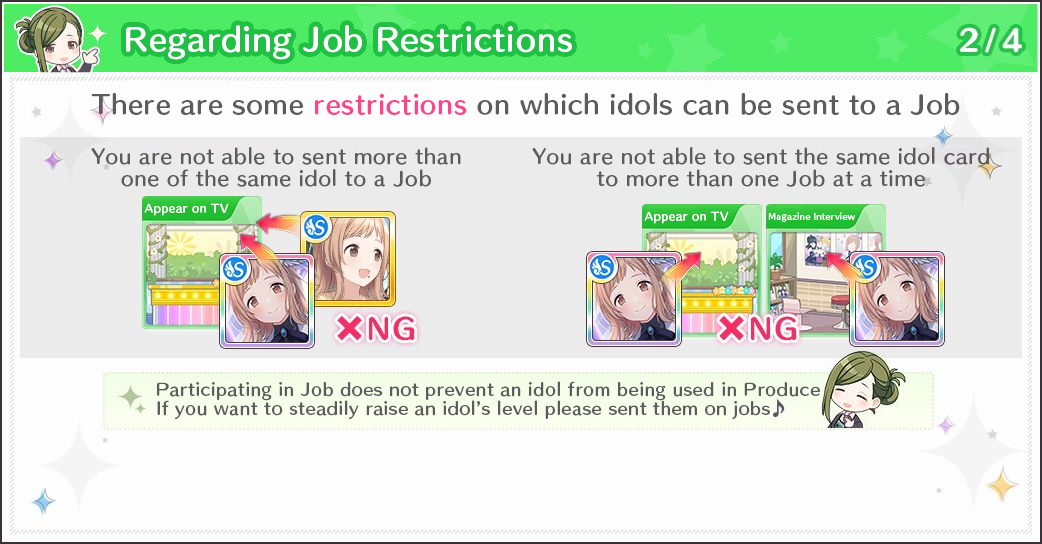 Regarding Job Restrictions
2/4
There are some restrictions on which idols can be sent to a Job
You are not able to sent more than
one of the same idol to a Job
Appear on TV
S
S
×NG
You are not able to sent the same idol card
to more than one Job at a time
Appear on TV
Magazine Interview
S
S
×NG
Participating in Job does not prevent an idol from being used in Produce
If you want to steadily raise an idol's level please sent them on jobs♪